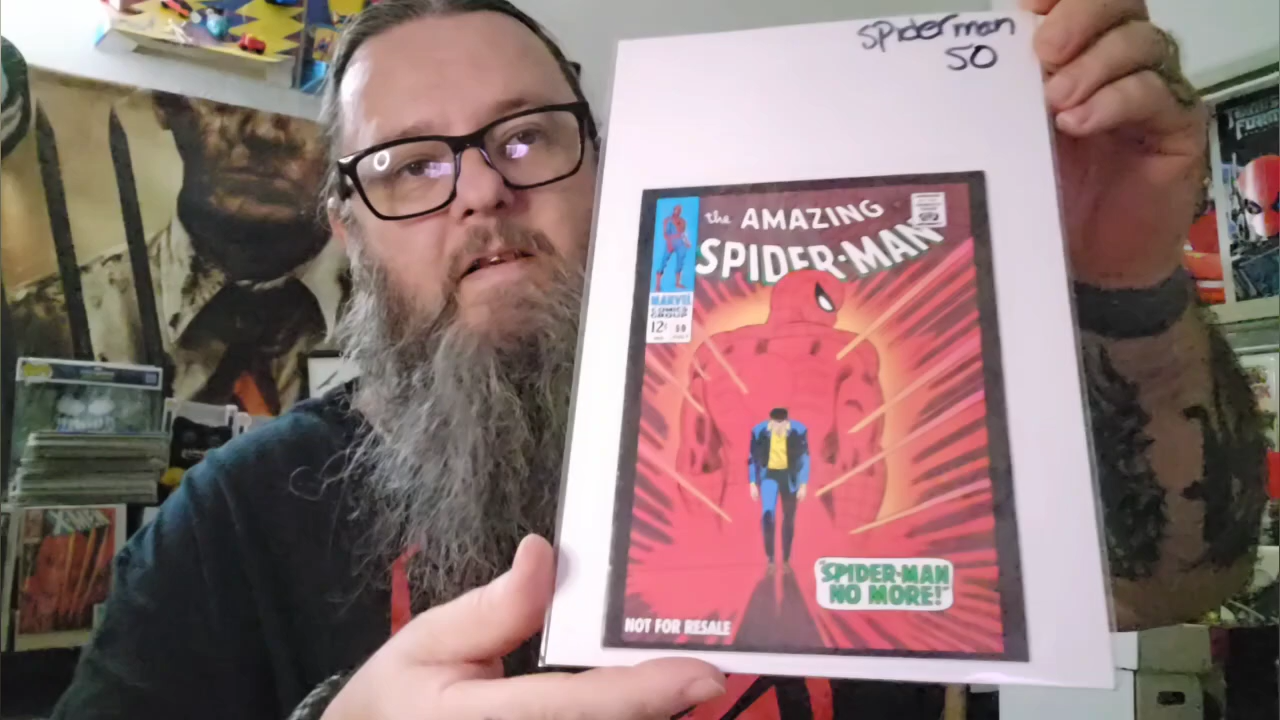 spiderman
50
the AMAZING
SPIDER-MAN
MARVEL
COMICS
GROUP
12¢ 50
"SPIDER-MAN
NO MORE!"
NOT FOR RESALE